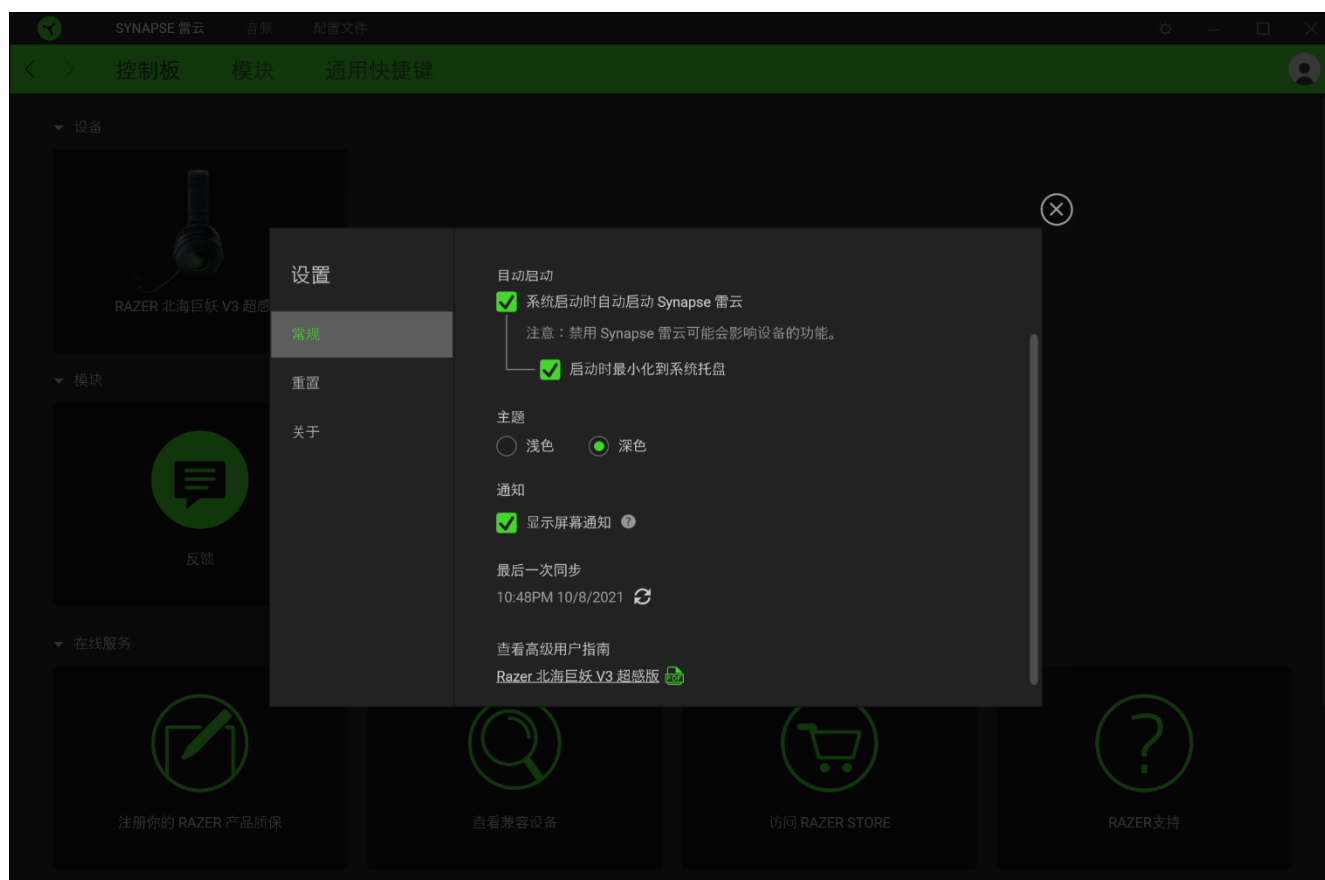 SYNAPSE 雷云 音频 配置文件
控制板 模块 通用快捷键
设备
RAZER 北海巨妖 V3 超感
模块
反馈
在线服务
注册你的 RAZER 产品质保
查看兼容设备
访问 RAZER STORE
RAZER支持
设置
常规
重置
关于
自动启动
系统启动时自动启动 Synapse 雷云
注意：禁用 Synapse 雷云可能会影响设备的功能。
启动时最小化到系统托盘
主题
浅色 深色
通知
显示屏幕通知 ?
最后一次同步
10:48PM 10/8/2021
查看高级用户指南
Razer 北海巨妖 V3 超感版 PDF